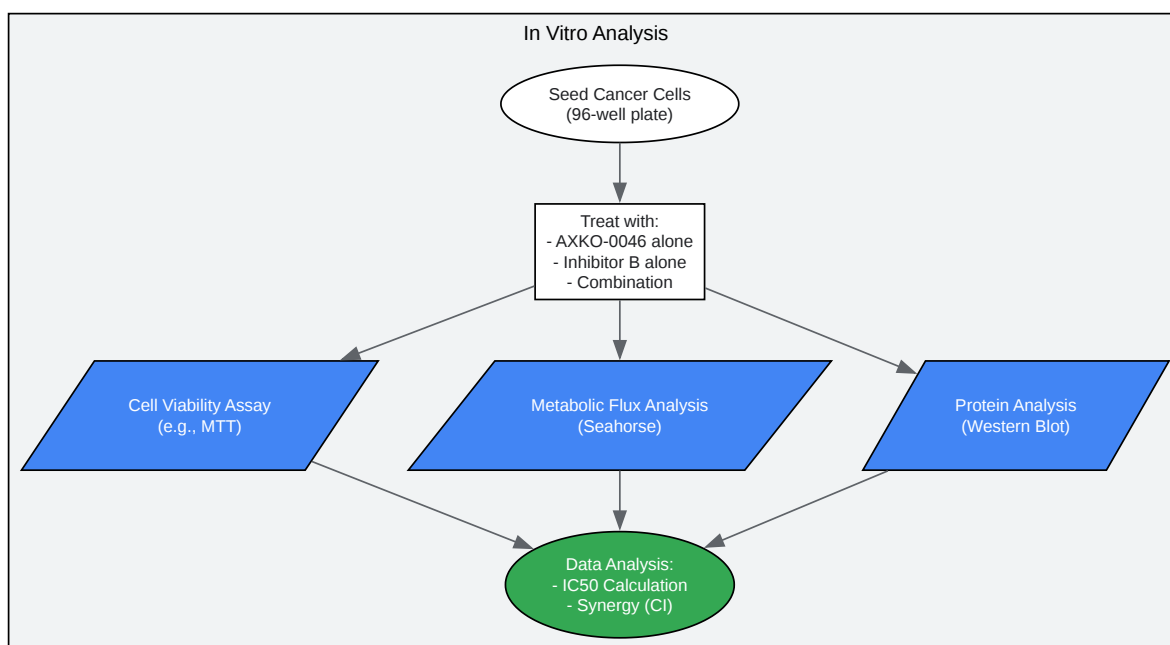 In Vitro Analysis
Seed Cancer Cells
(96-well plate)
Treat with:
- AXKO-0046 alone
- Inhibitor B alone
- Combination
Cell Viability Assay
(e.g., MTT)
Metabolic Flux Analysis
(Seahorse)
Protein Analysis
(Western Blot)
Data Analysis:
- IC50 Calculation
- Synergy (CI)